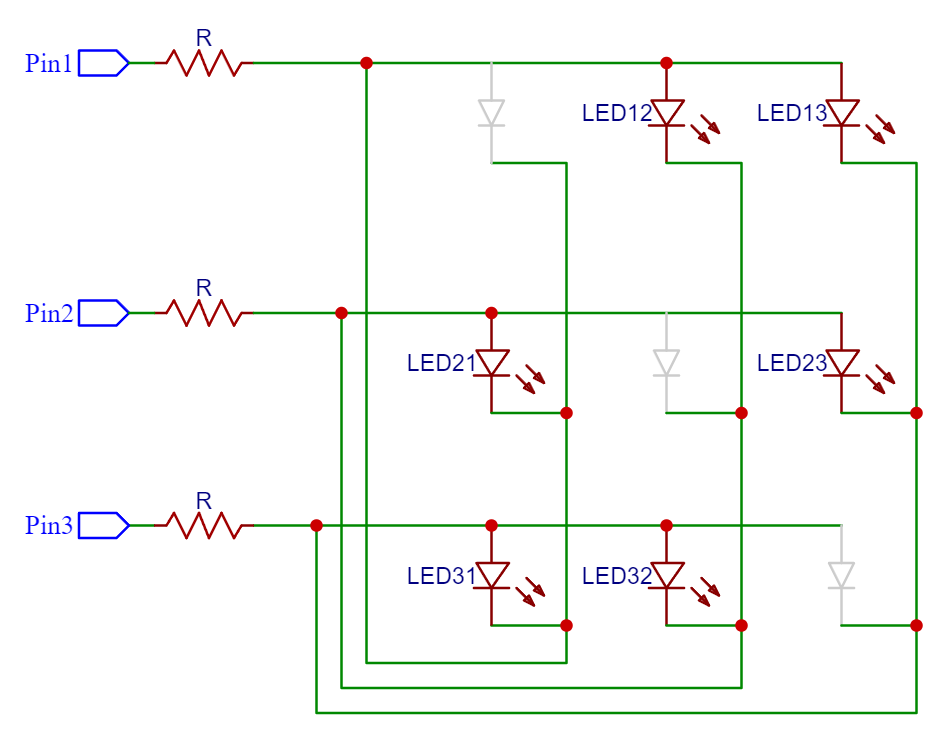 R
Pin1
LED12 LED13
R
Pin2
LED21 LED23
R
Pin3
LED31 LED32